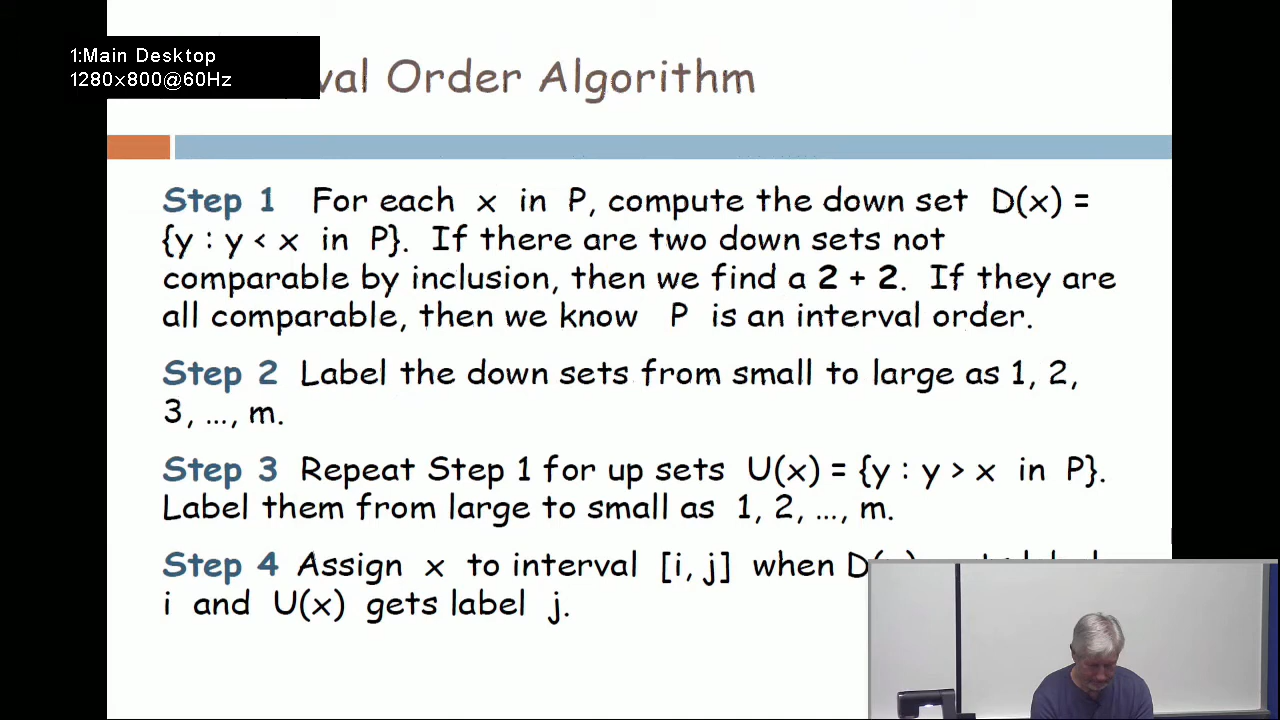 1:Main Desktop
1280x800@60Hz
Order Algorithm
Step 1 For each x in P, compute the down set D(x) =
{y : y < x in P}. If there are two down sets not
comparable by inclusion, then we find a 2 + 2. If they are
all comparable, then we know P is an interval order.
Step 2 Label the down sets from small to large as 1, 2,
3, …, m.
Step 3 Repeat Step 1 for up sets U(x) = {y : y > x in P}.
Label them from large to small as 1, 2, …, m.
Step 4 Assign x to interval [i, j] when
i and U(x) gets label j.